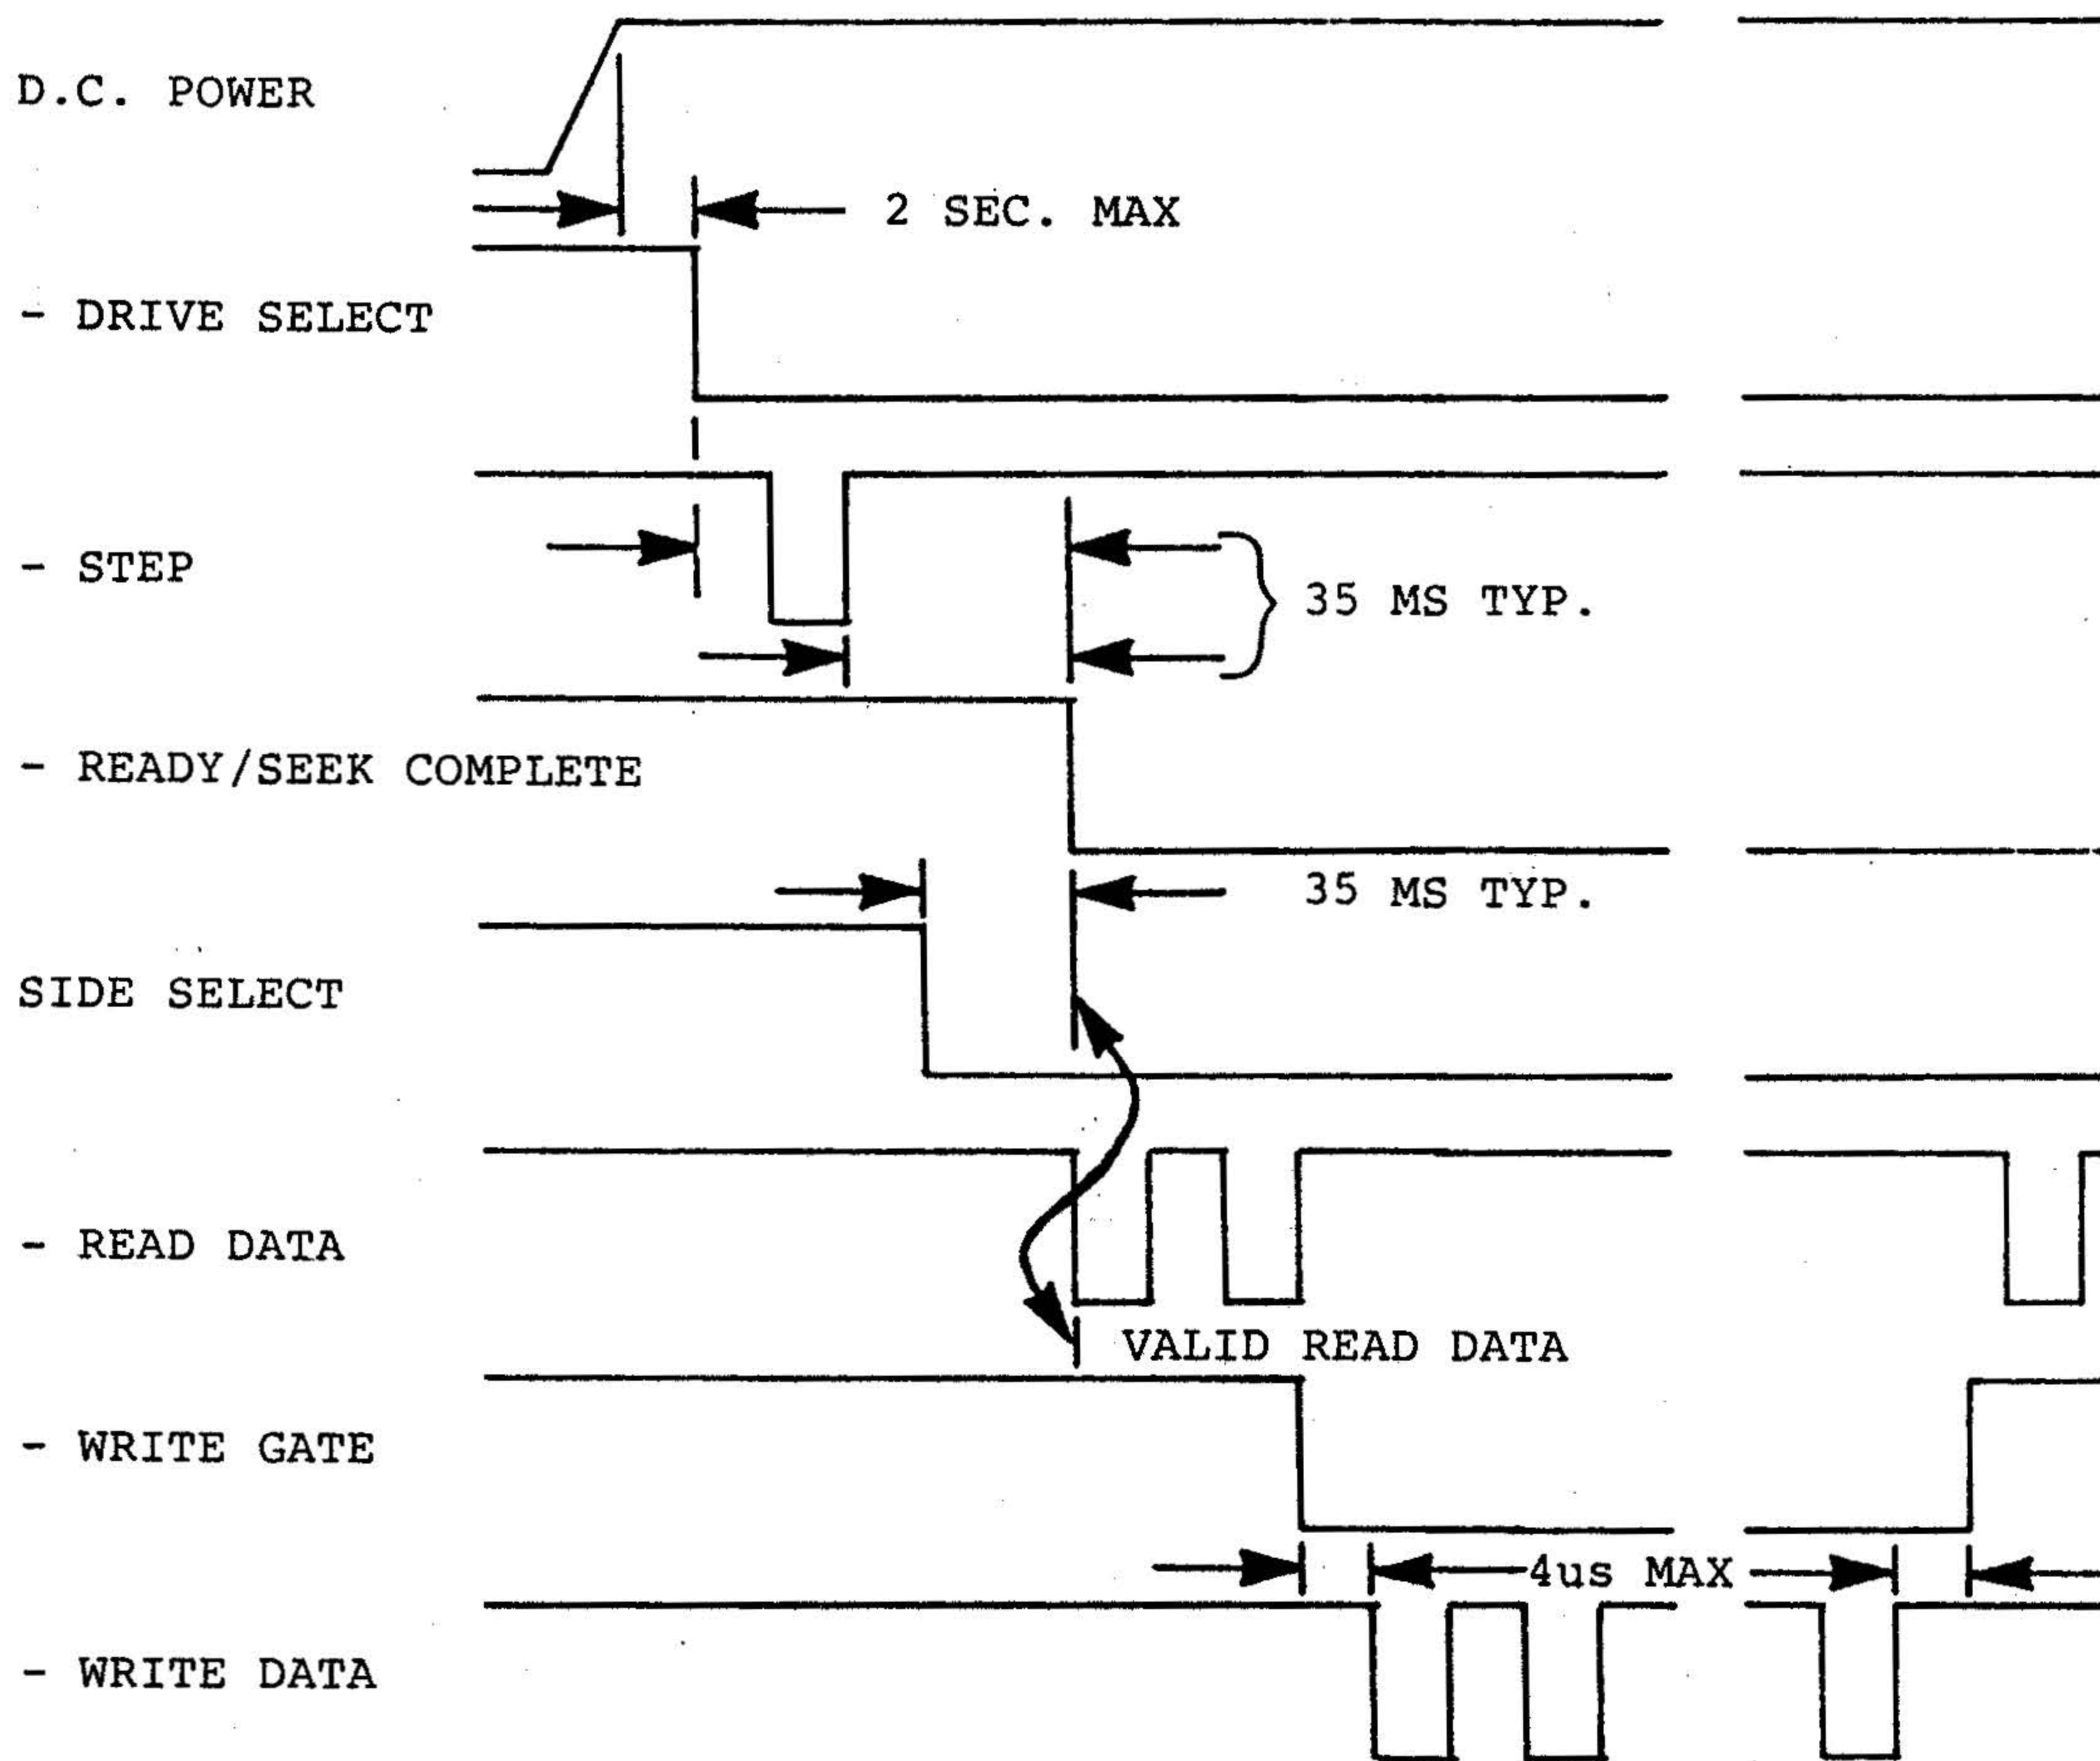 D.C. POWER
2 SEC. MAX
- DRIVE SELECT
- STEP
35 MS TYP.
- READY/SEEK COMPLETE
35 MS TYP.
SIDE SELECT
- READ DATA
VALID READ DATA
- WRITE GATE
4us MAX
- WRITE DATA